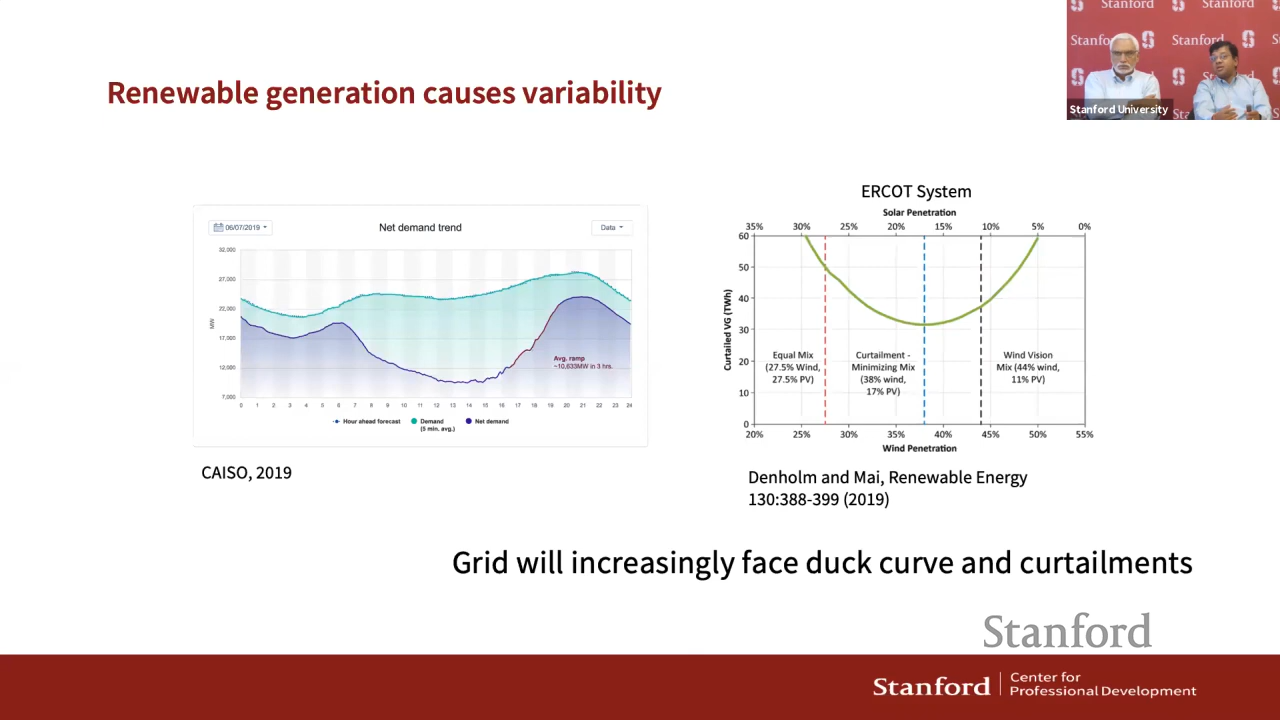 Stanford
Stanford
Stanford
Stanford
Stanford
Stanford University
Renewable generation causes variability
06/07/2019
Net demand trend
Data
32,000
27,000
22,000
17,000
12,000
7,000
MW
Avg. ramp
~10,633MW in 3 hrs.
0 1 2 3 4 5 6 7 8 9 10 11 12 13 14 15 16 17 18 19 20 21 22 23 24
Hour ahead forecast
Demand
(5 min. avg.)
Net demand
CAISO, 2019
ERCOT System
Solar Penetration
35% 30% 25% 20% 15% 10% 5% 0%
60
50
40
30
20
10
0
Curtailed VG (TWh)
Equal Mix
(27.5% Wind,
27.5% PV)
Curtailment -
Minimizing Mix
(38% wind,
17% PV)
Wind Vision
Mix (44% wind,
11% PV)
20% 25% 30% 35% 40% 45% 50% 55%
Wind Penetration
Denholm and Mai, Renewable Energy
130:388-399 (2019)
Grid will increasingly face duck curve and curtailments
Stanford
Stanford
Center for
Professional Development